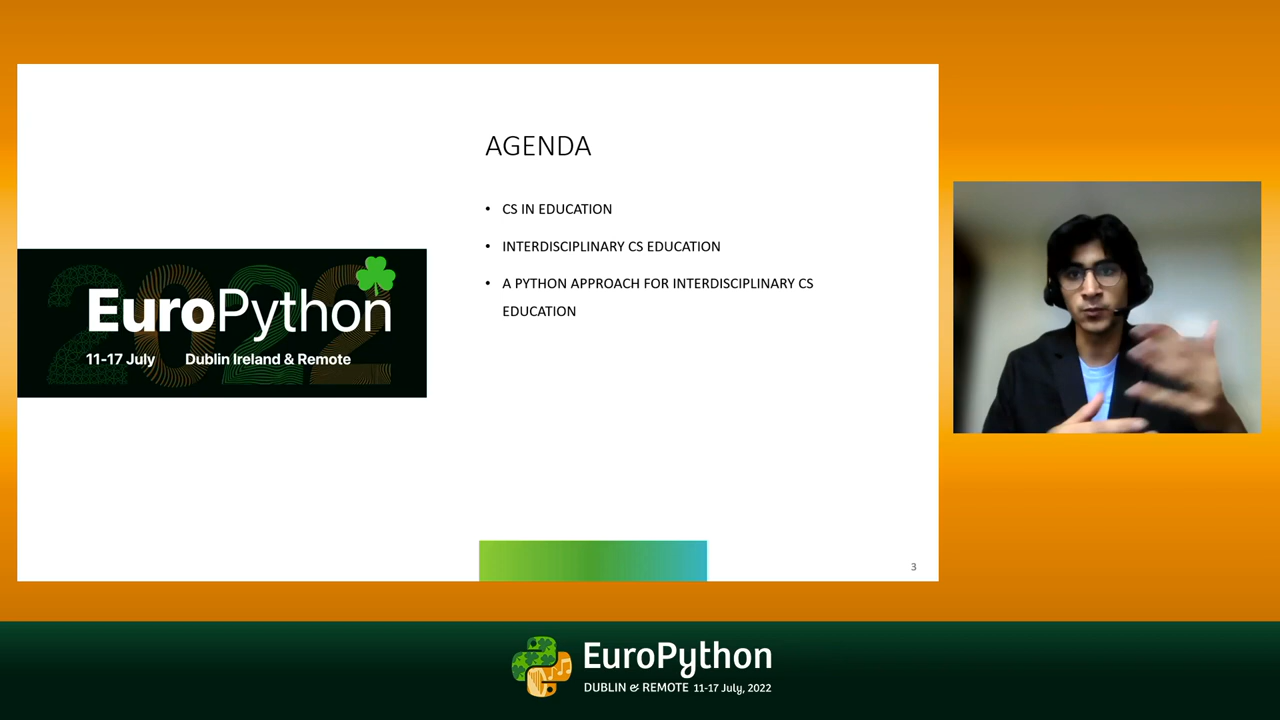 AGENDA
• CS IN EDUCATION
• INTERDISCIPLINARY CS EDUCATION
• A PYTHON APPROACH FOR INTERDISCIPLINARY CS
EDUCATION
2022
EuroPython
11-17 July Dublin Ireland & Remote
3
EuroPython
DUBLIN & REMOTE 11-17 July, 2022